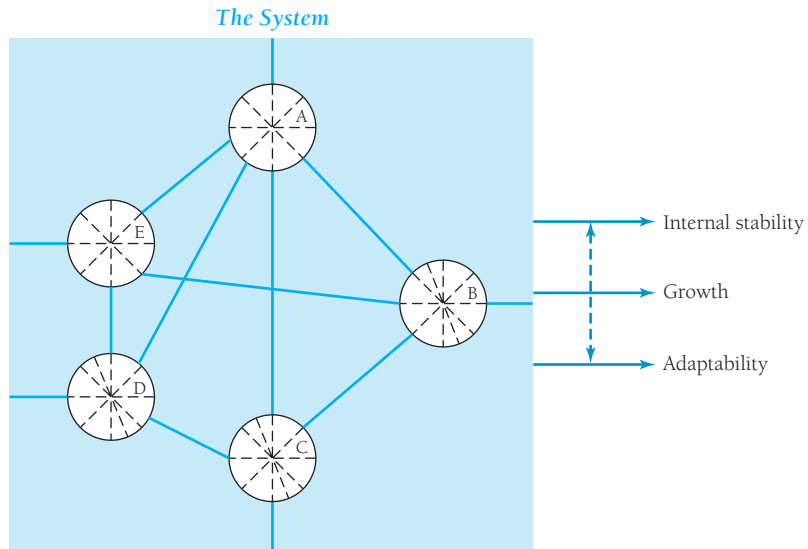 The System
A
E
B
D
C
Internal stability
Growth
Adaptability